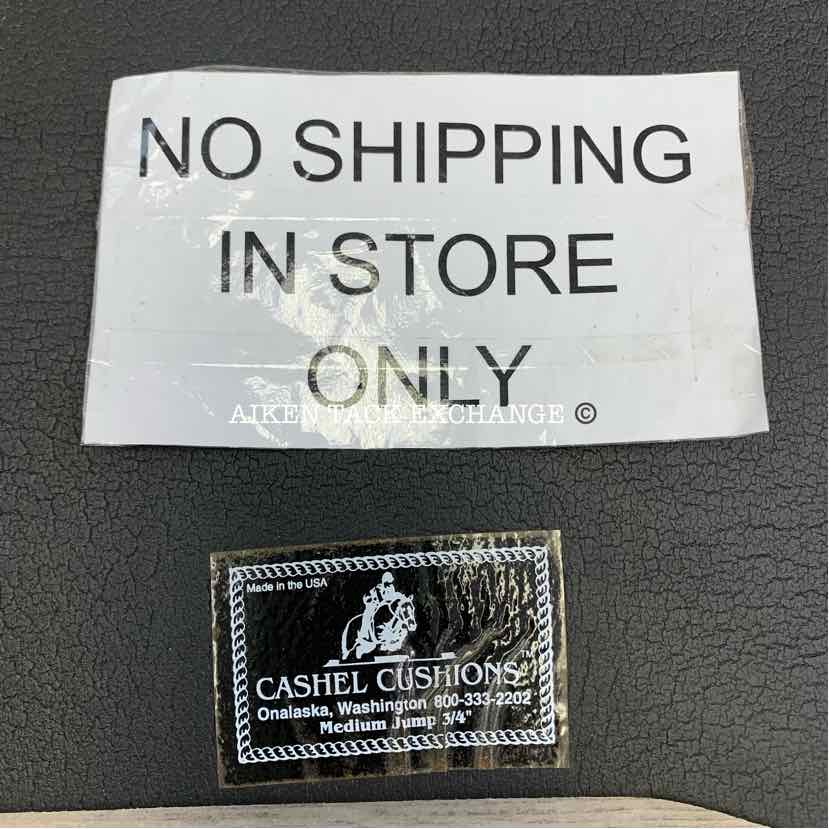 NO SHIPPING
IN STORE
ONLY
AIKEN TACK EXCHANGE ©
Made in the USA
CASHEL CUSHIONS™
Onalaska, Washington 800-333-2202
Medium Jump 3/4"